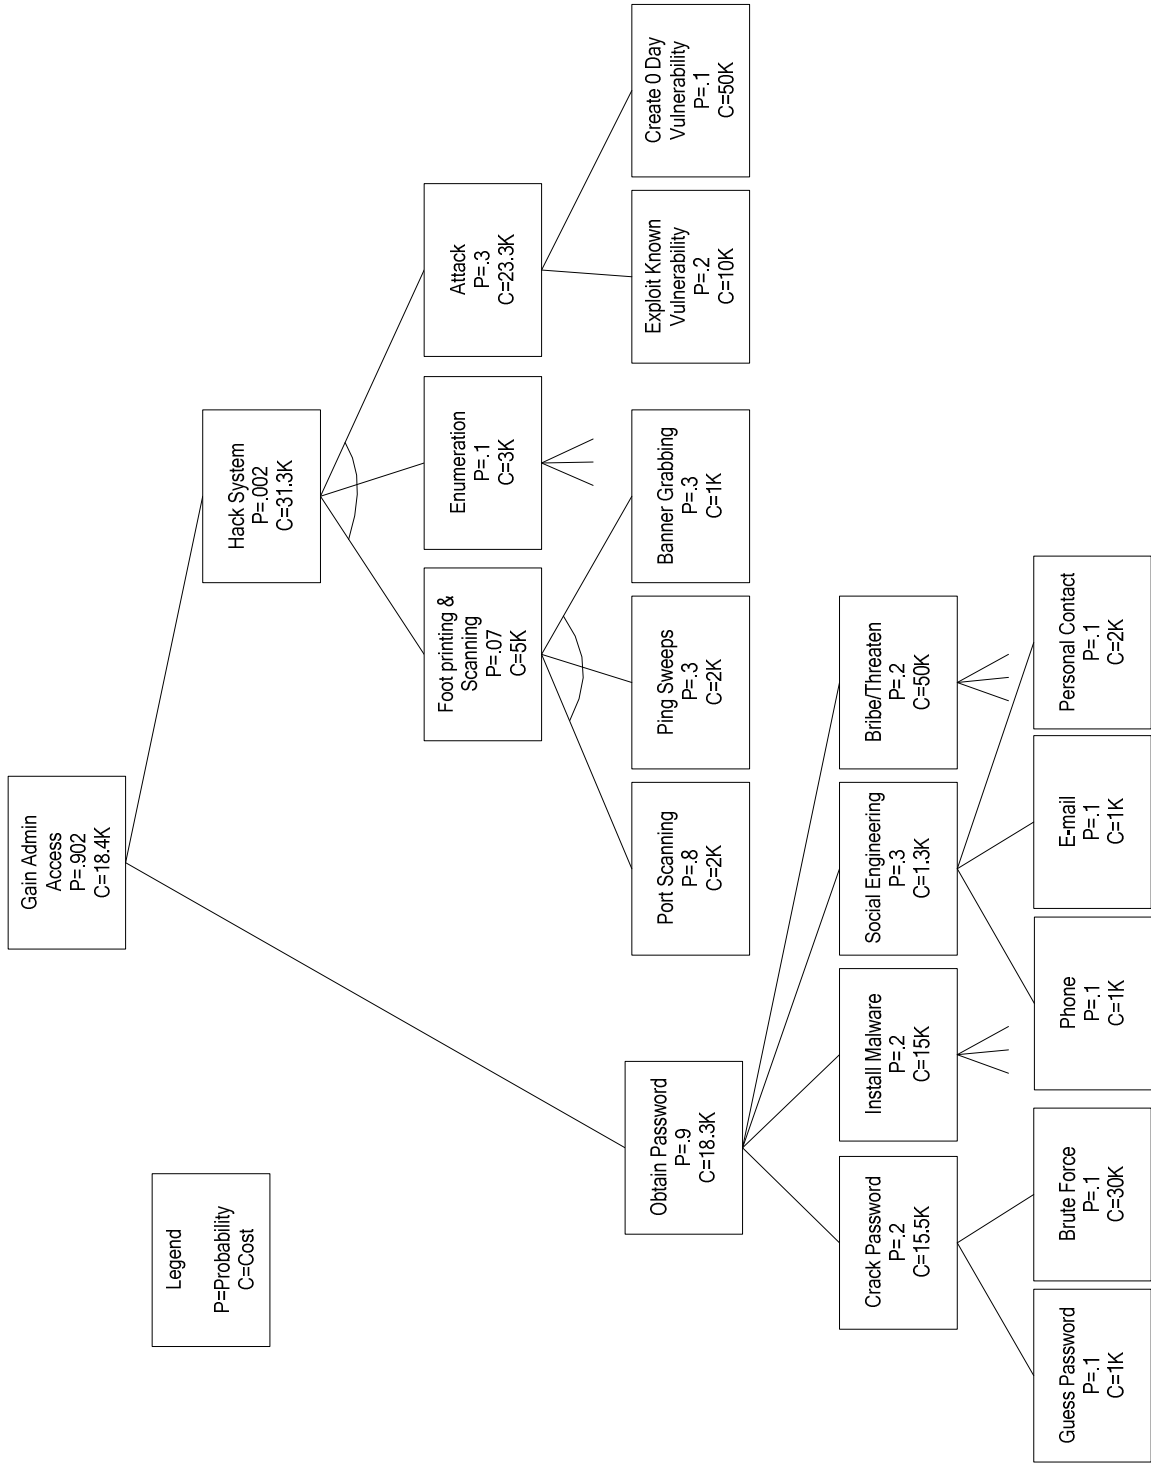 Gain Admin
Access
P=.902
C=18.4K
Legend
P=Probability
C=Cost
Hack System
P=.002
C=31.3K
Obtain Password
P=.9
C=18.3K
Foot printing &
Scanning
P=.07
C=5K
Enumeration
P=.1
C=3K
Attack
P=.3
C=23.3K
Port Scanning
P=.8
C=2K
Ping Sweeps
P=.3
C=2K
Banner Grabbing
P=.3
C=1K
Exploit Known
Vulnerability
P=.2
C=10K
Create 0 Day
Vulnerability
P=.1
C=50K
Crack Password
P=.2
C=15.5K
Install Malware
P=.2
C=15K
Social Engineering
P=.3
C=1.3K
Bribe/Threaten
P=.2
C=50K
Guess Password
P=.1
C=1K
Brute Force
P=.1
C=30K
Phone
P=.1
C=1K
E-mail
P=.1
C=1K
Personal Contact
P=.1
C=2K